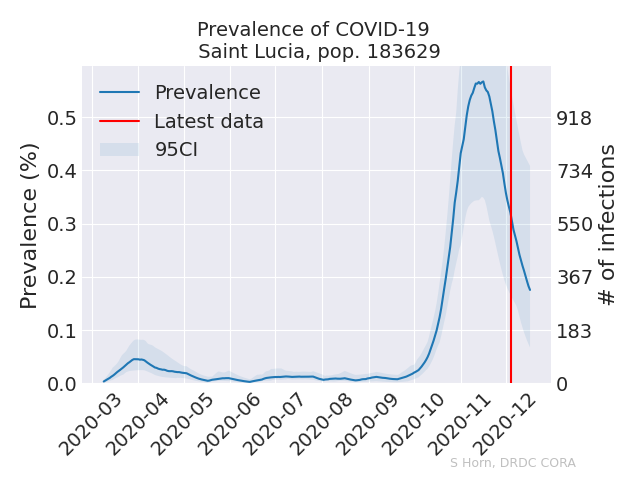 Prevalence of COVID-19
Saint Lucia, pop. 183629
Prevalence
Latest data
95CI
Prevalence (%)
0.5
0.4
0.3
0.2
0.1
0.0
918
734
550
367
183
0
# of infections
2020-03
2020-04
2020-05
2020-06
2020-07
2020-08
2020-09
2020-10
2020-11
2020-12
S Horn, DRDC CORA